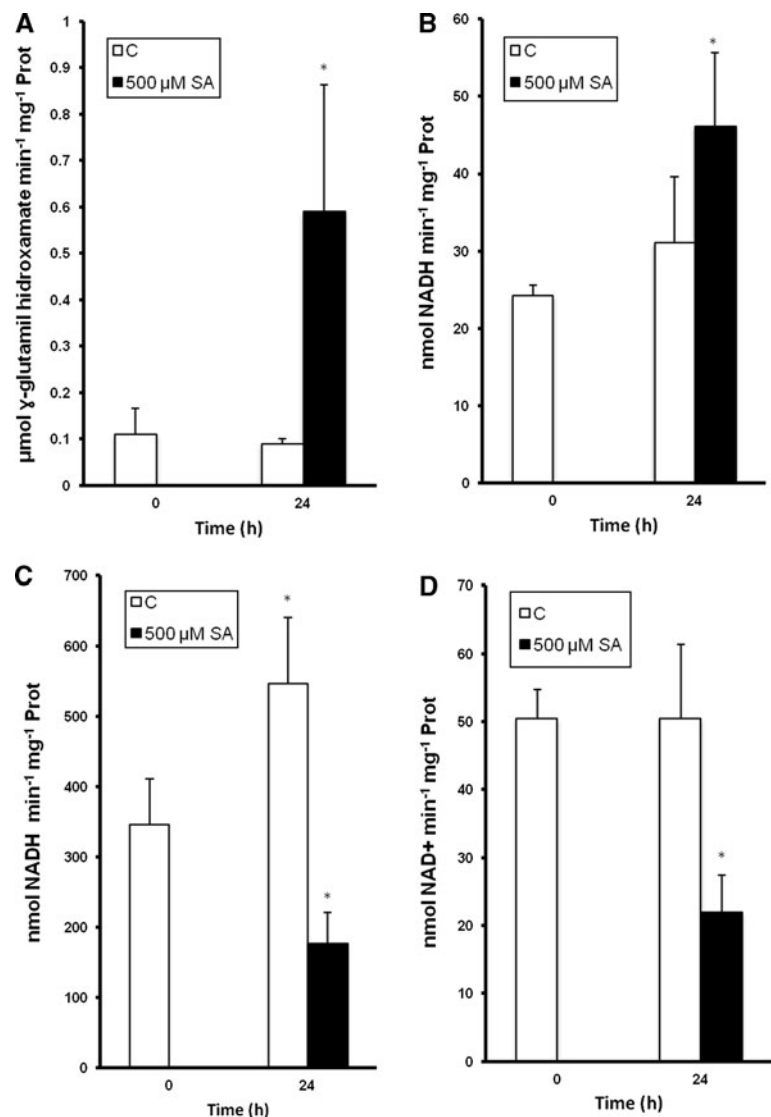 A
C
500 µM SA
*
1
0.9
0.8
0.7
0.6
0.5
0.4
0.3
0.2
0.1
0
µmol ɣ-glutamil hidroxamate min⁻¹ mg⁻¹ Prot
0 24
Time (h)
B
C
500 µM SA
*
60
50
40
30
20
10
0
nmol NADH min⁻¹ mg⁻¹ Prot
0 24
Time (h)
C
C
500 µM SA
*
*
700
600
500
400
300
200
100
0
nmol NADH min⁻¹ mg⁻¹ Prot
0 24
Time (h)
D
C
500 µM SA
*
70
60
50
40
30
20
10
0
nmol NAD+ min⁻¹ mg⁻¹ Prot
0 24
Time (h)